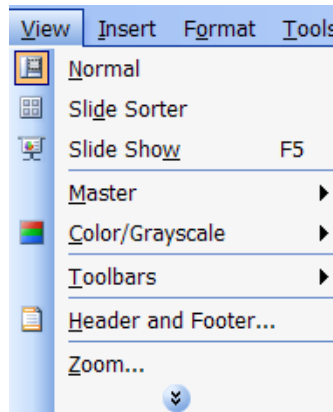 View Insert Format Tools
Normal
Slide Sorter
Slide Show F5
Master
Color/Grayscale
Toolbars
Header and Footer...
Zoom...